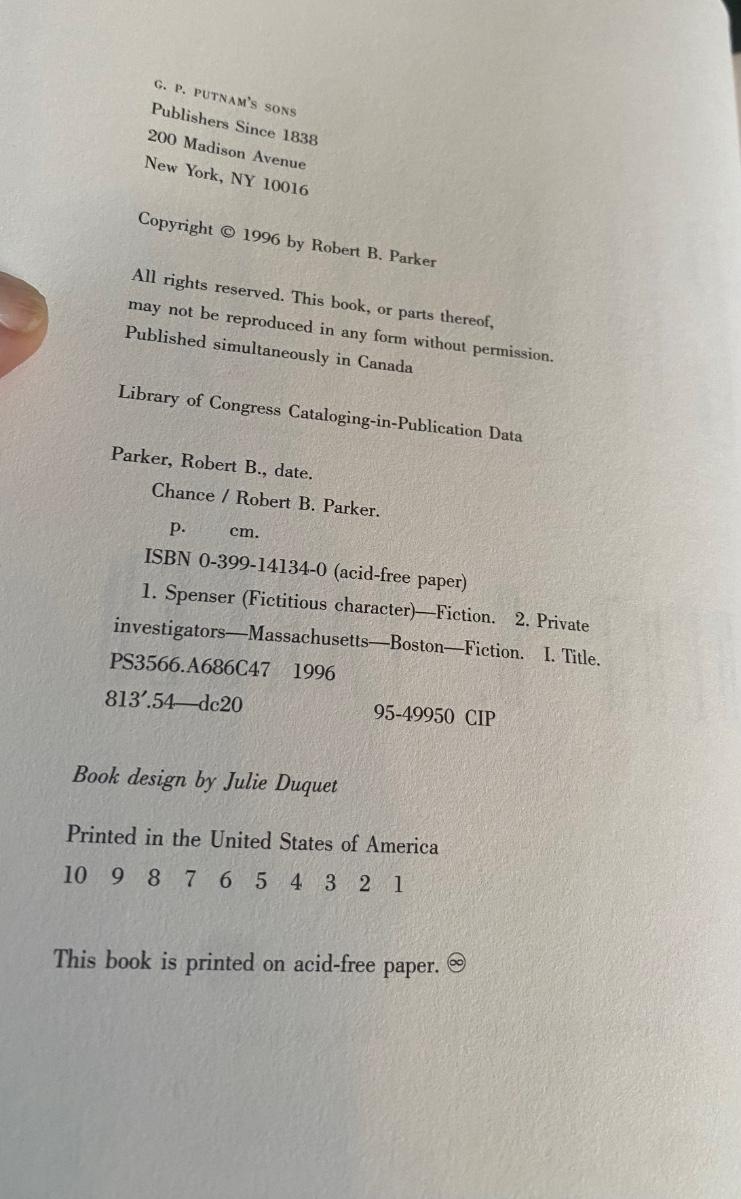 G. P. PUTNAM'S SONS
Publishers Since 1838
200 Madison Avenue
New York, NY 10016
Copyright © 1996 by Robert B. Parker
All rights reserved. This book, or parts thereof,
may not be reproduced in any form without permission.
Published simultaneously in Canada
Library of Congress Cataloging-in-Publication Data
Parker, Robert B., date.
Chance / Robert B. Parker.
p. cm.
ISBN 0-399-14134-0 (acid-free paper)
1. Spenser (Fictitious character)—Fiction. 2. Private
investigators—Massachusetts—Boston—Fiction. I. Title.
PS3566.A686C47 1996
813′.54—dc20 95-49950 CIP
Book design by Julie Duquet
Printed in the United States of America
10 9 8 7 6 5 4 3 2 1
This book is printed on acid-free paper. ♾